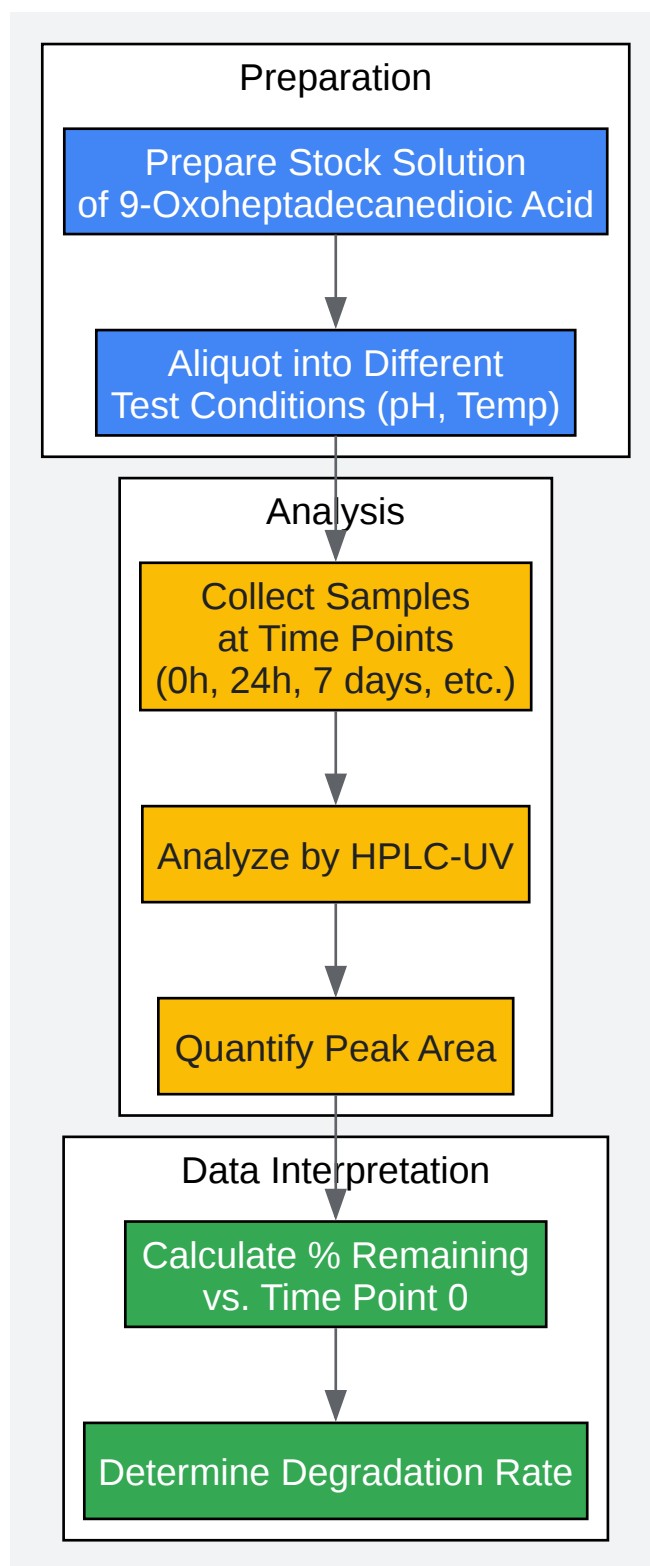 Preparation
Prepare Stock Solution
of 9-Oxoheptadecanedioic Acid
Aliquot into Different
Test Conditions (pH, Temp)
Analysis
Collect Samples
at Time Points
(0h, 24h, 7 days, etc.)
Analyze by HPLC-UV
Quantify Peak Area
Data Interpretation
Calculate % Remaining
vs. Time Point 0
Determine Degradation Rate